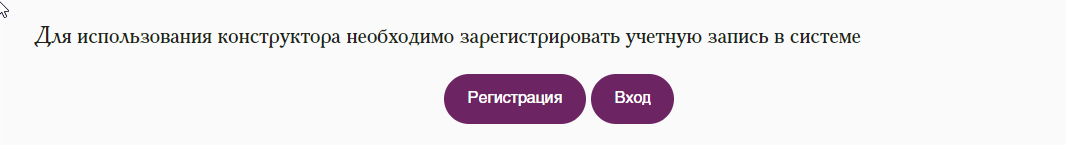 Для использования конструктора необходимо зарегистрировать учетную запись в системе
Регистрация Вход